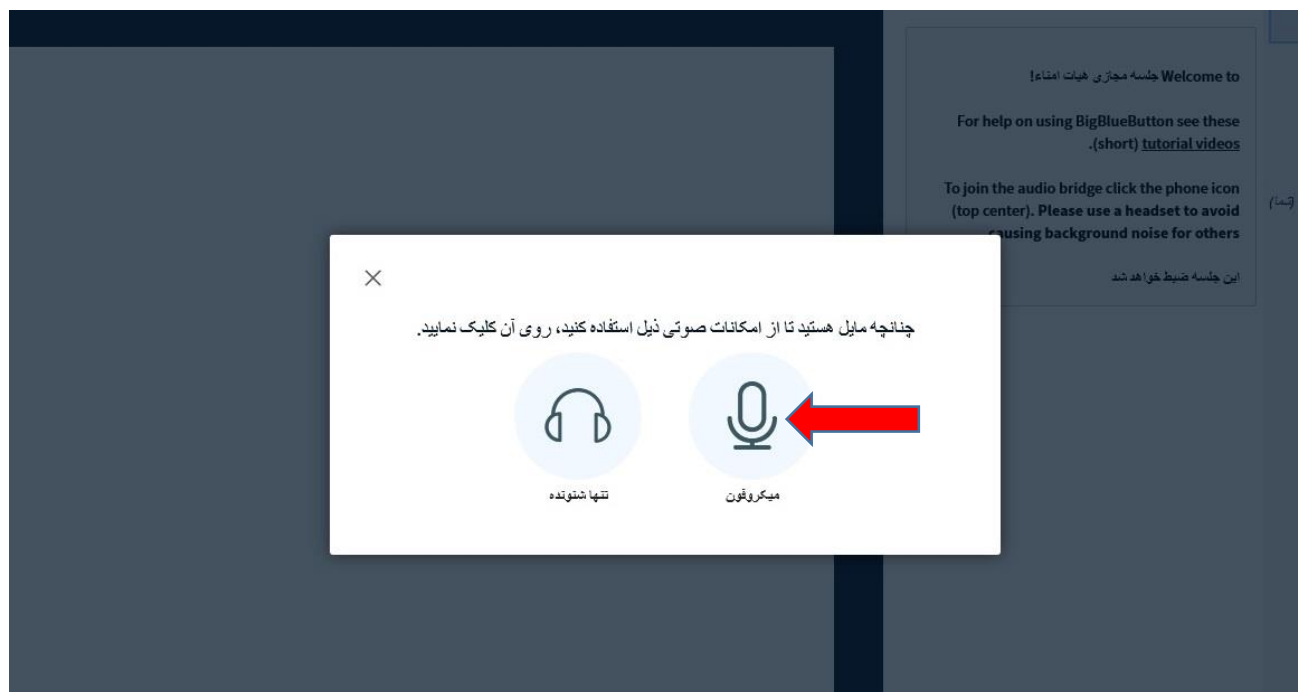 Welcome to جلسه مجازی هیات امناء!
For help on using BigBlueButton see these
(short) tutorial videos.
To join the audio bridge click the phone icon
(top center). Please use a headset to avoid
causing background noise for others
این جلسه ضبط خواهد شد
(شما)
چنانچه مایل هستید تا از امکانات صوتی ذیل استفاده کنید، روی آن کلیک نمایید.
میکروفون
تنها شنونده